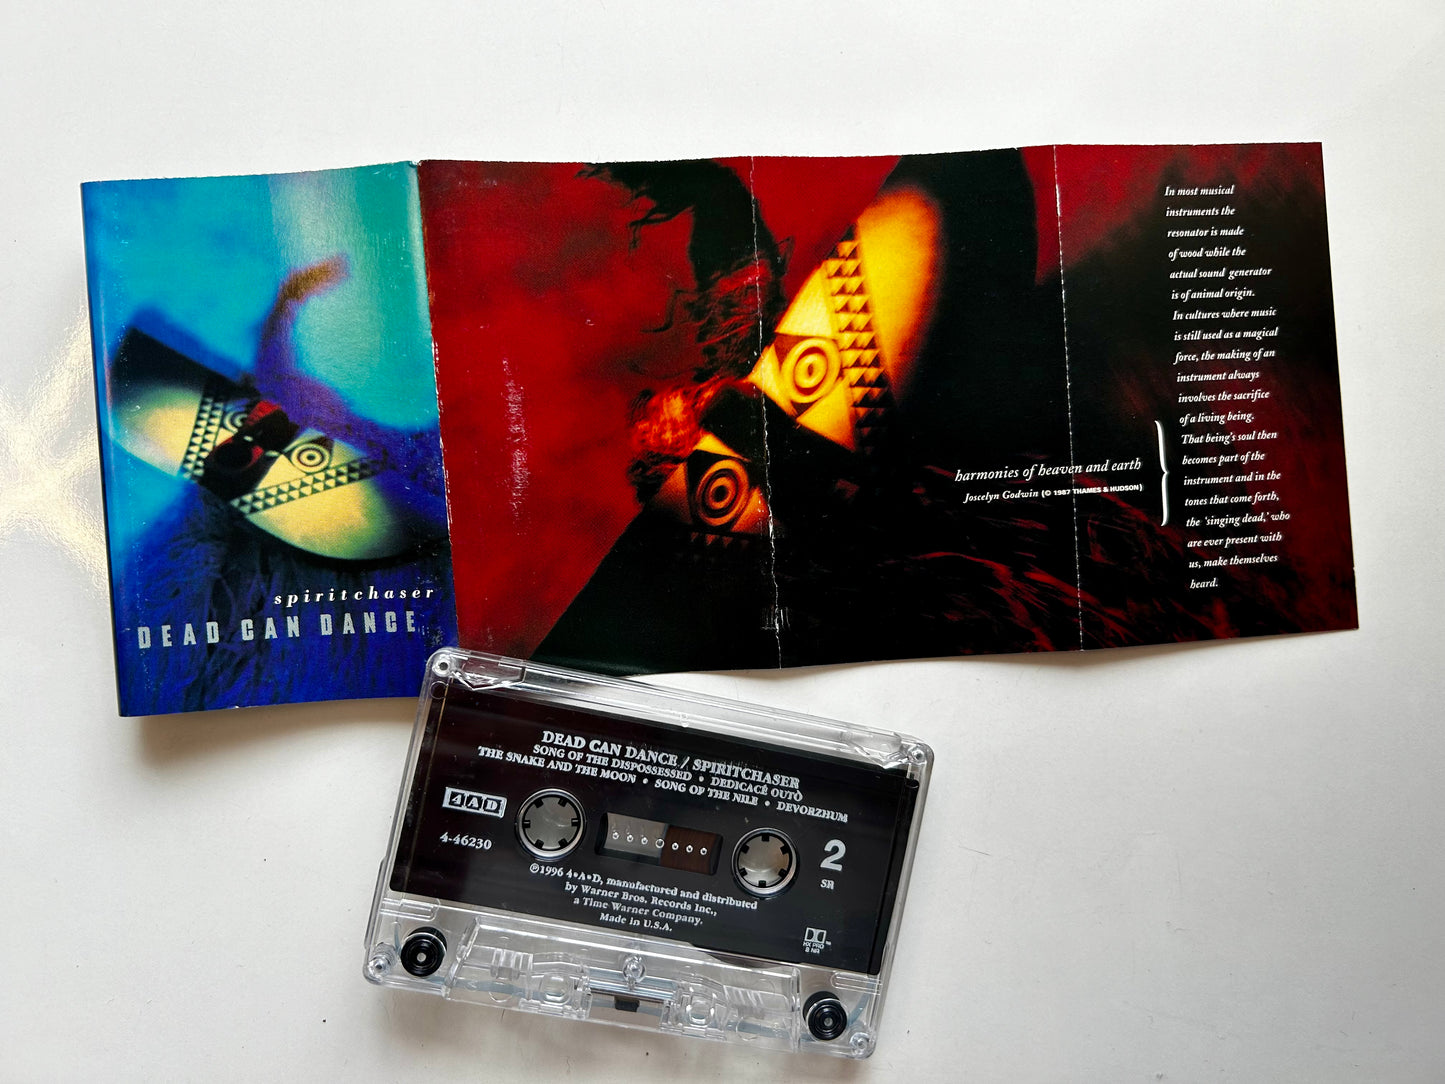 spiritchaser
DEAD CAN DANCE
harmonies of heaven and earth
Joscelyn Godwin (© 1987 THAMES & HUDSON)
In most musical
instruments the
resonator is made
of wood while the
actual sound generator
is of animal origin.
In cultures where music
is still used as a magical
force, the making of an
instrument always
involves the sacrifice
of a living being.
That being's soul then
becomes part of the
instrument and in the
tones that come forth,
the 'singing dead,' who
are ever present with
us, make themselves
heard.
DEAD CAN DANCE / SPIRITCHASER
SONG OF THE DISPOSSESSED • DEDICACÉ OUTÒ
THE SNAKE AND THE MOON • SONG OF THE NILE • DEVORZHUM
4AD
4-46230
2
SR
℗1996 4•A•D, manufactured and distributed
by Warner Bros. Records Inc.,
a Time Warner Company.
Made in U.S.A.
HX PRO
B NR